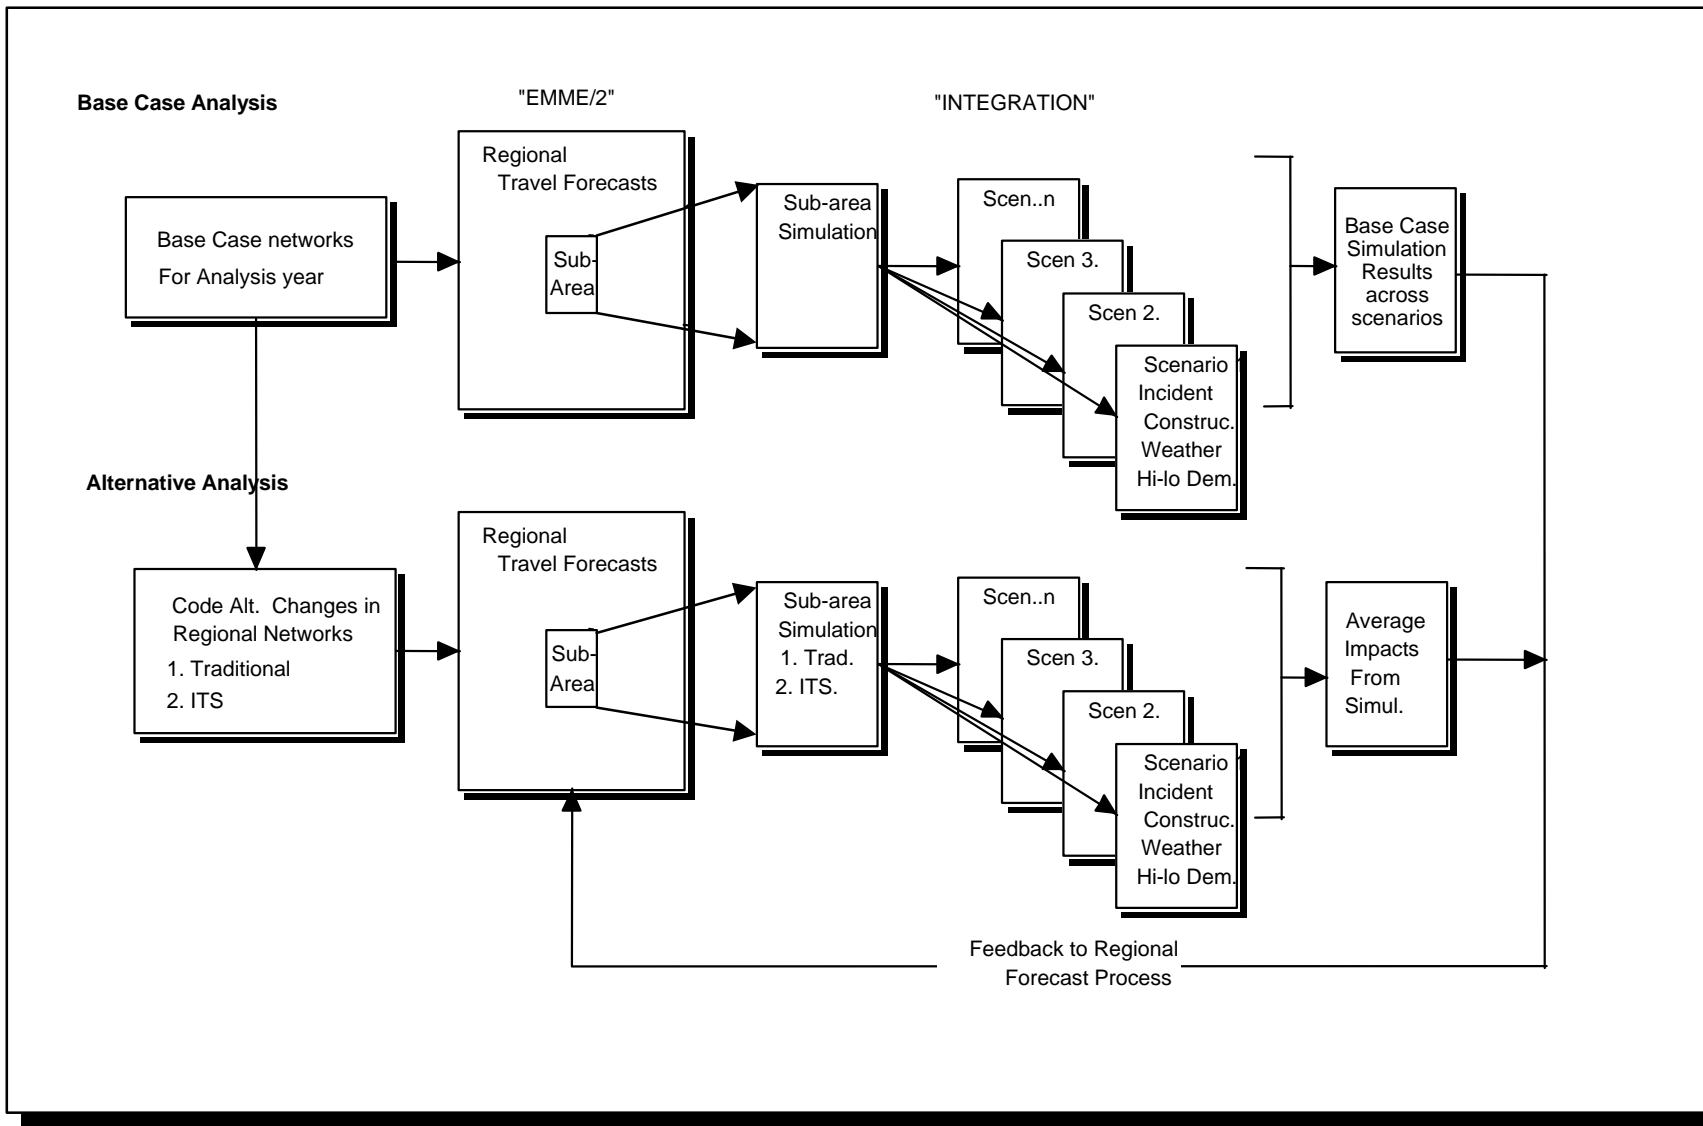 Base Case Analysis
"EMME/2"
"INTEGRATION"
Base Case networks
For Analysis year
Regional
Travel Forecasts
Sub-
Area
Sub-area
Simulation
Scen..n
Scen 3.
Scen 2.
Scenario
Incident
Construc.
Weather
Hi-lo Dem.
Base Case
Simulation
Results
across
scenarios
Alternative Analysis
Code Alt. Changes in
Regional Networks
1. Traditional
2. ITS
Regional
Travel Forecasts
Sub-
Area
Sub-area
Simulation
1. Trad.
2. ITS.
Scen..n
Scen 3.
Scen 2.
Scenario
Incident
Construc.
Weather
Hi-lo Dem.
Average
Impacts
From
Simul.
Feedback to Regional
Forecast Process